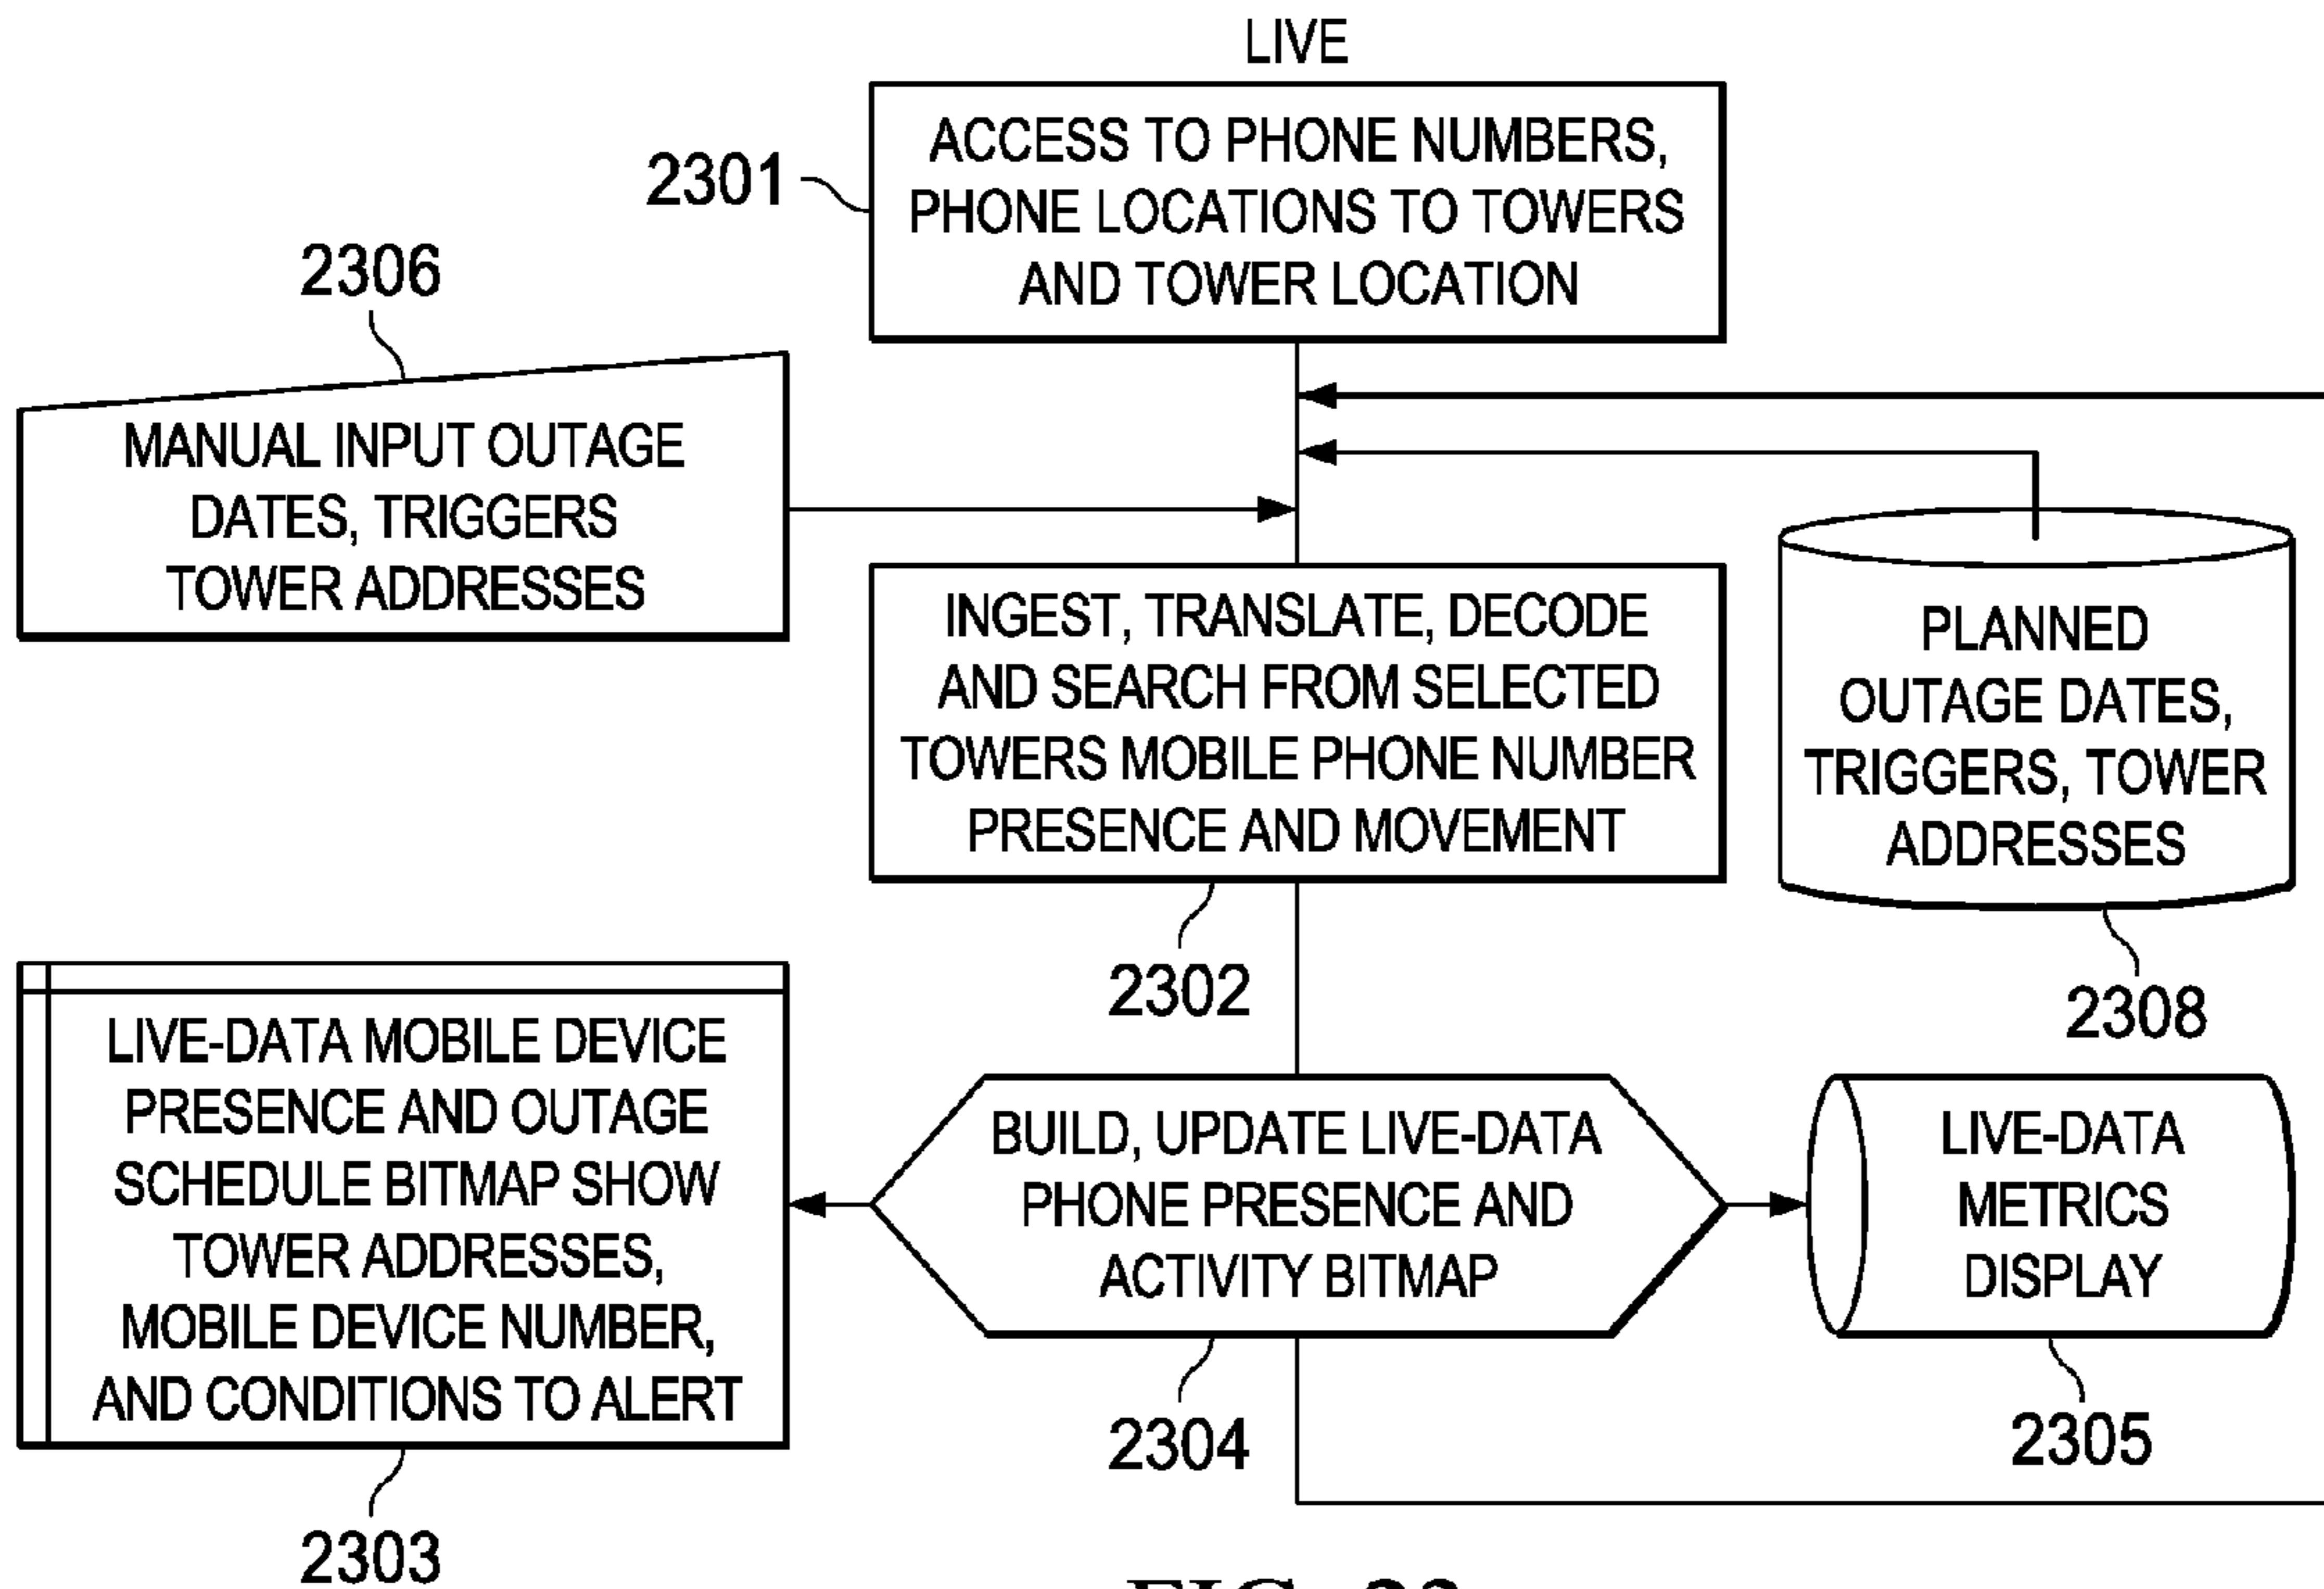 LIVE
ACCESS TO PHONE NUMBERS,
PHONE LOCATIONS TO TOWERS
AND TOWER LOCATION
2301
2306
MANUAL INPUT OUTAGE
DATES, TRIGGERS
TOWER ADDRESSES
INGEST, TRANSLATE, DECODE
AND SEARCH FROM SELECTED
TOWERS MOBILE PHONE NUMBER
PRESENCE AND MOVEMENT
2302
PLANNED
OUTAGE DATES,
TRIGGERS, TOWER
ADDRESSES
2308
LIVE-DATA MOBILE DEVICE
PRESENCE AND OUTAGE
SCHEDULE BITMAP SHOW
TOWER ADDRESSES,
MOBILE DEVICE NUMBER,
AND CONDITIONS TO ALERT
2303
BUILD, UPDATE LIVE-DATA
PHONE PRESENCE AND
ACTIVITY BITMAP
2304
LIVE-DATA
METRICS
DISPLAY
2305